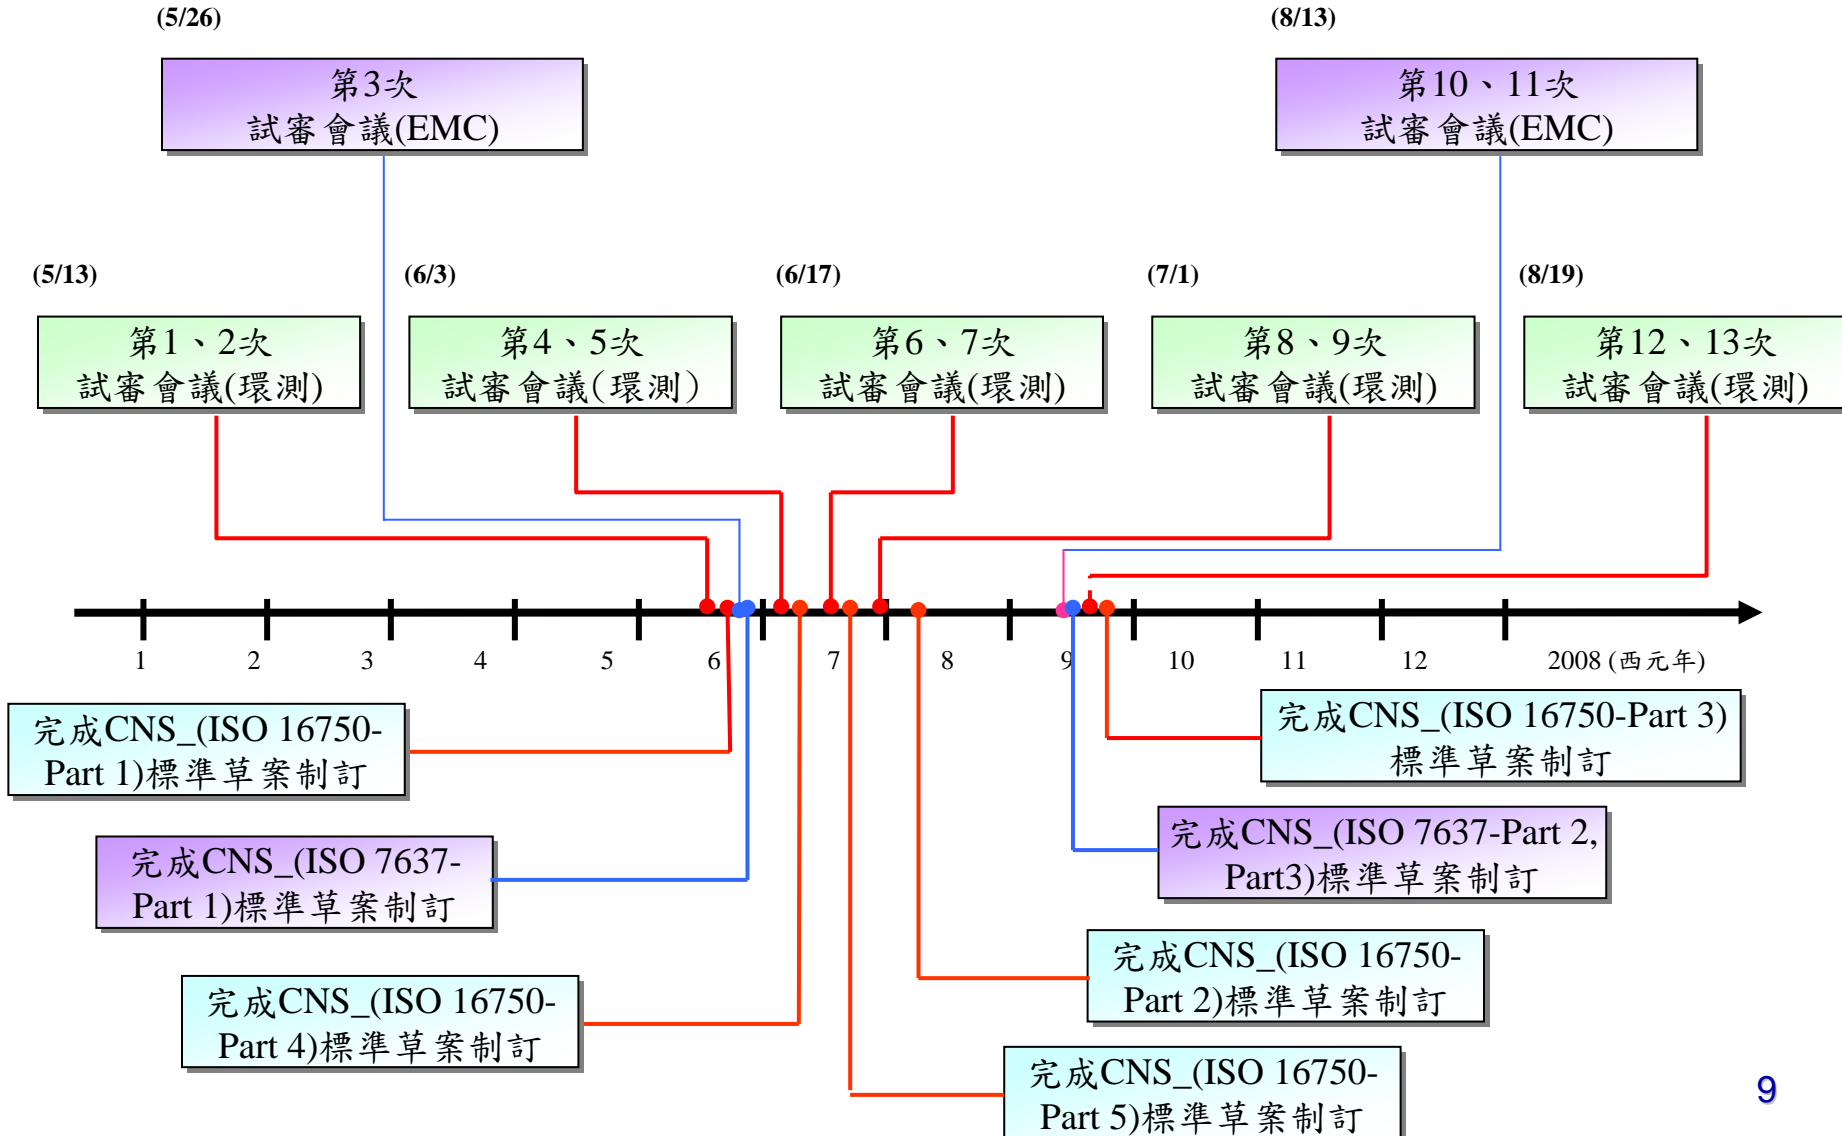 (5/26)
(8/13)
第3次
試審會議(EMC)
第10、11次
試審會議(EMC)
(5/13)
(6/3)
(6/17)
(7/1)
(8/19)
第1、2次
試審會議(環測)
第4、5次
試審會議(環測)
第6、7次
試審會議(環測)
第8、9次
試審會議(環測)
第12、13次
試審會議(環測)
1 2 3 4 5 6 7 8 9 10 11 12 2008 (西元年)
完成CNS_(ISO 16750-
Part 1)標準草案制訂
完成CNS_(ISO 16750-Part 3)
標準草案制訂
完成CNS_(ISO 7637-
Part 1)標準草案制訂
完成CNS_(ISO 7637-Part 2,
Part3)標準草案制訂
完成CNS_(ISO 16750-
Part 4)標準草案制訂
完成CNS_(ISO 16750-
Part 2)標準草案制訂
完成CNS_(ISO 16750-
Part 5)標準草案制訂
9